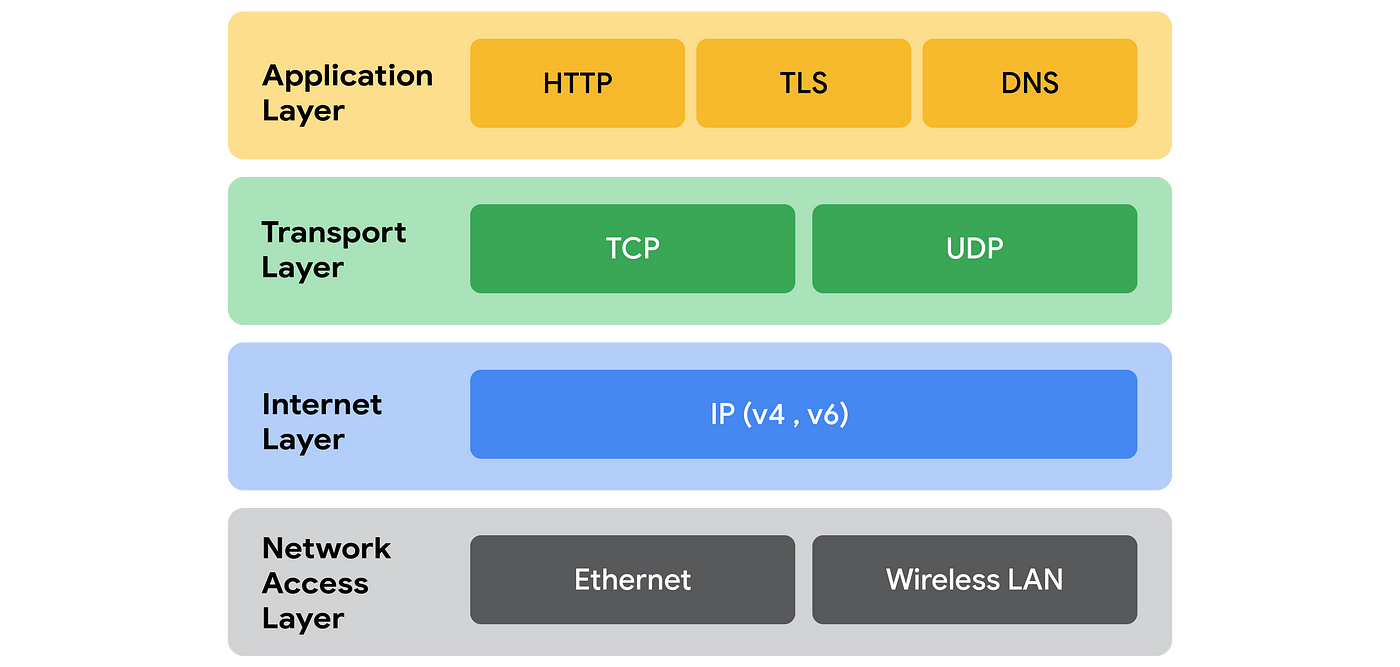 Application
Layer
HTTP
TLS
DNS
Transport
Layer
TCP
UDP
Internet
Layer
IP (v4 , v6)
Network
Access
Layer
Ethernet
Wireless LAN